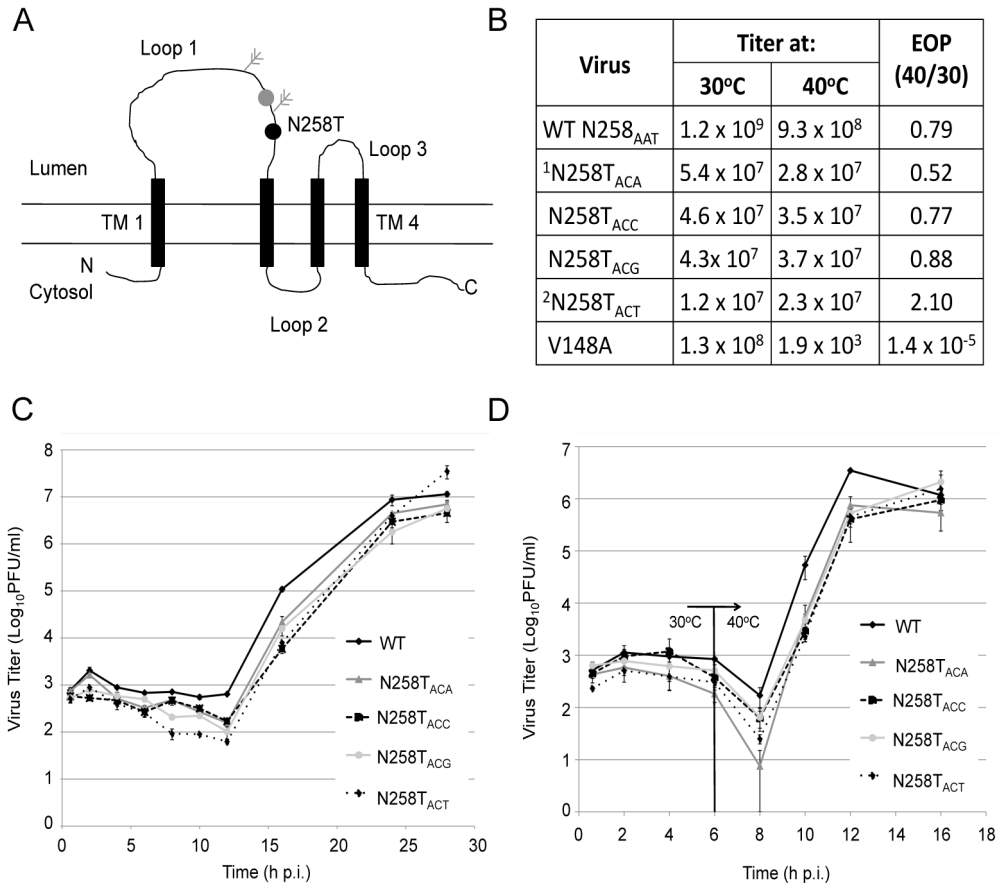 A
Loop 1
N258T
Loop 3
Lumen
TM 1
TM 4
N
Cytosol
C
Loop 2
B
Virus
Titer at:
EOP (40/30)
30ºC
40ºC
WT N258AAT 1.2 x 10⁹ 9.3 x 10⁸ 0.79
¹N258TACA 5.4 x 10⁷ 2.8 x 10⁷ 0.52
N258TACC 4.6 x 10⁷ 3.5 x 10⁷ 0.77
N258TACG 4.3x 10⁷ 3.7 x 10⁷ 0.88
²N258TACT 1.2 x 10⁷ 2.3 x 10⁷ 2.10
V148A 1.3 x 10⁸ 1.9 x 10³ 1.4 x 10⁻⁵
C
Virus Titer (Log₁₀PFU/ml)
8
7
6
5
4
3
2
1
0
0 5 10 15 20 25 30
Time (h p.i.)
WT
N258TACA
N258TACC
N258TACG
N258TACT
D
Virus Titer (Log₁₀PFU/ml)
7
6
5
4
3
2
1
0
0 2 4 6 8 10 12 14 16 18
Time (h p.i.)
30ºC 40ºC
WT
N258TACA
N258TACC
N258TACG
N258TACT